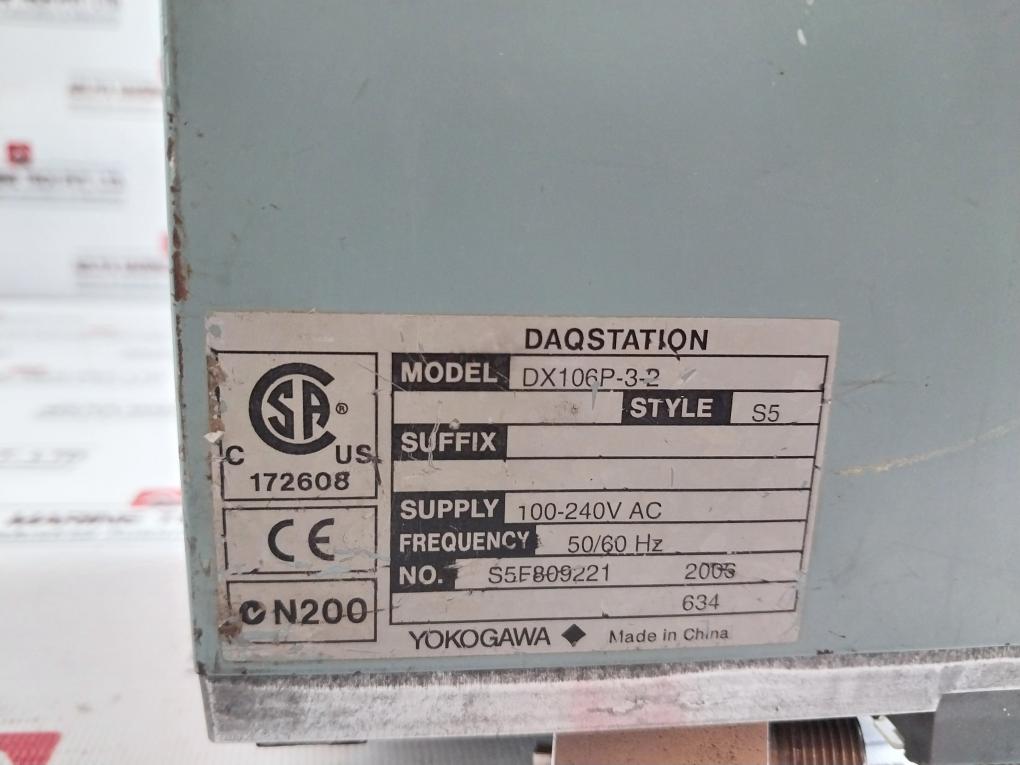 DAQSTATION
MODEL DX106P-3-2
STYLE S5
SUFFIX
SUPPLY 100-240V AC
FREQUENCY 50/60 Hz
NO. S5F809221
634
YOKOGAWA Made in China
SA ®
C US
172608
CE
N200